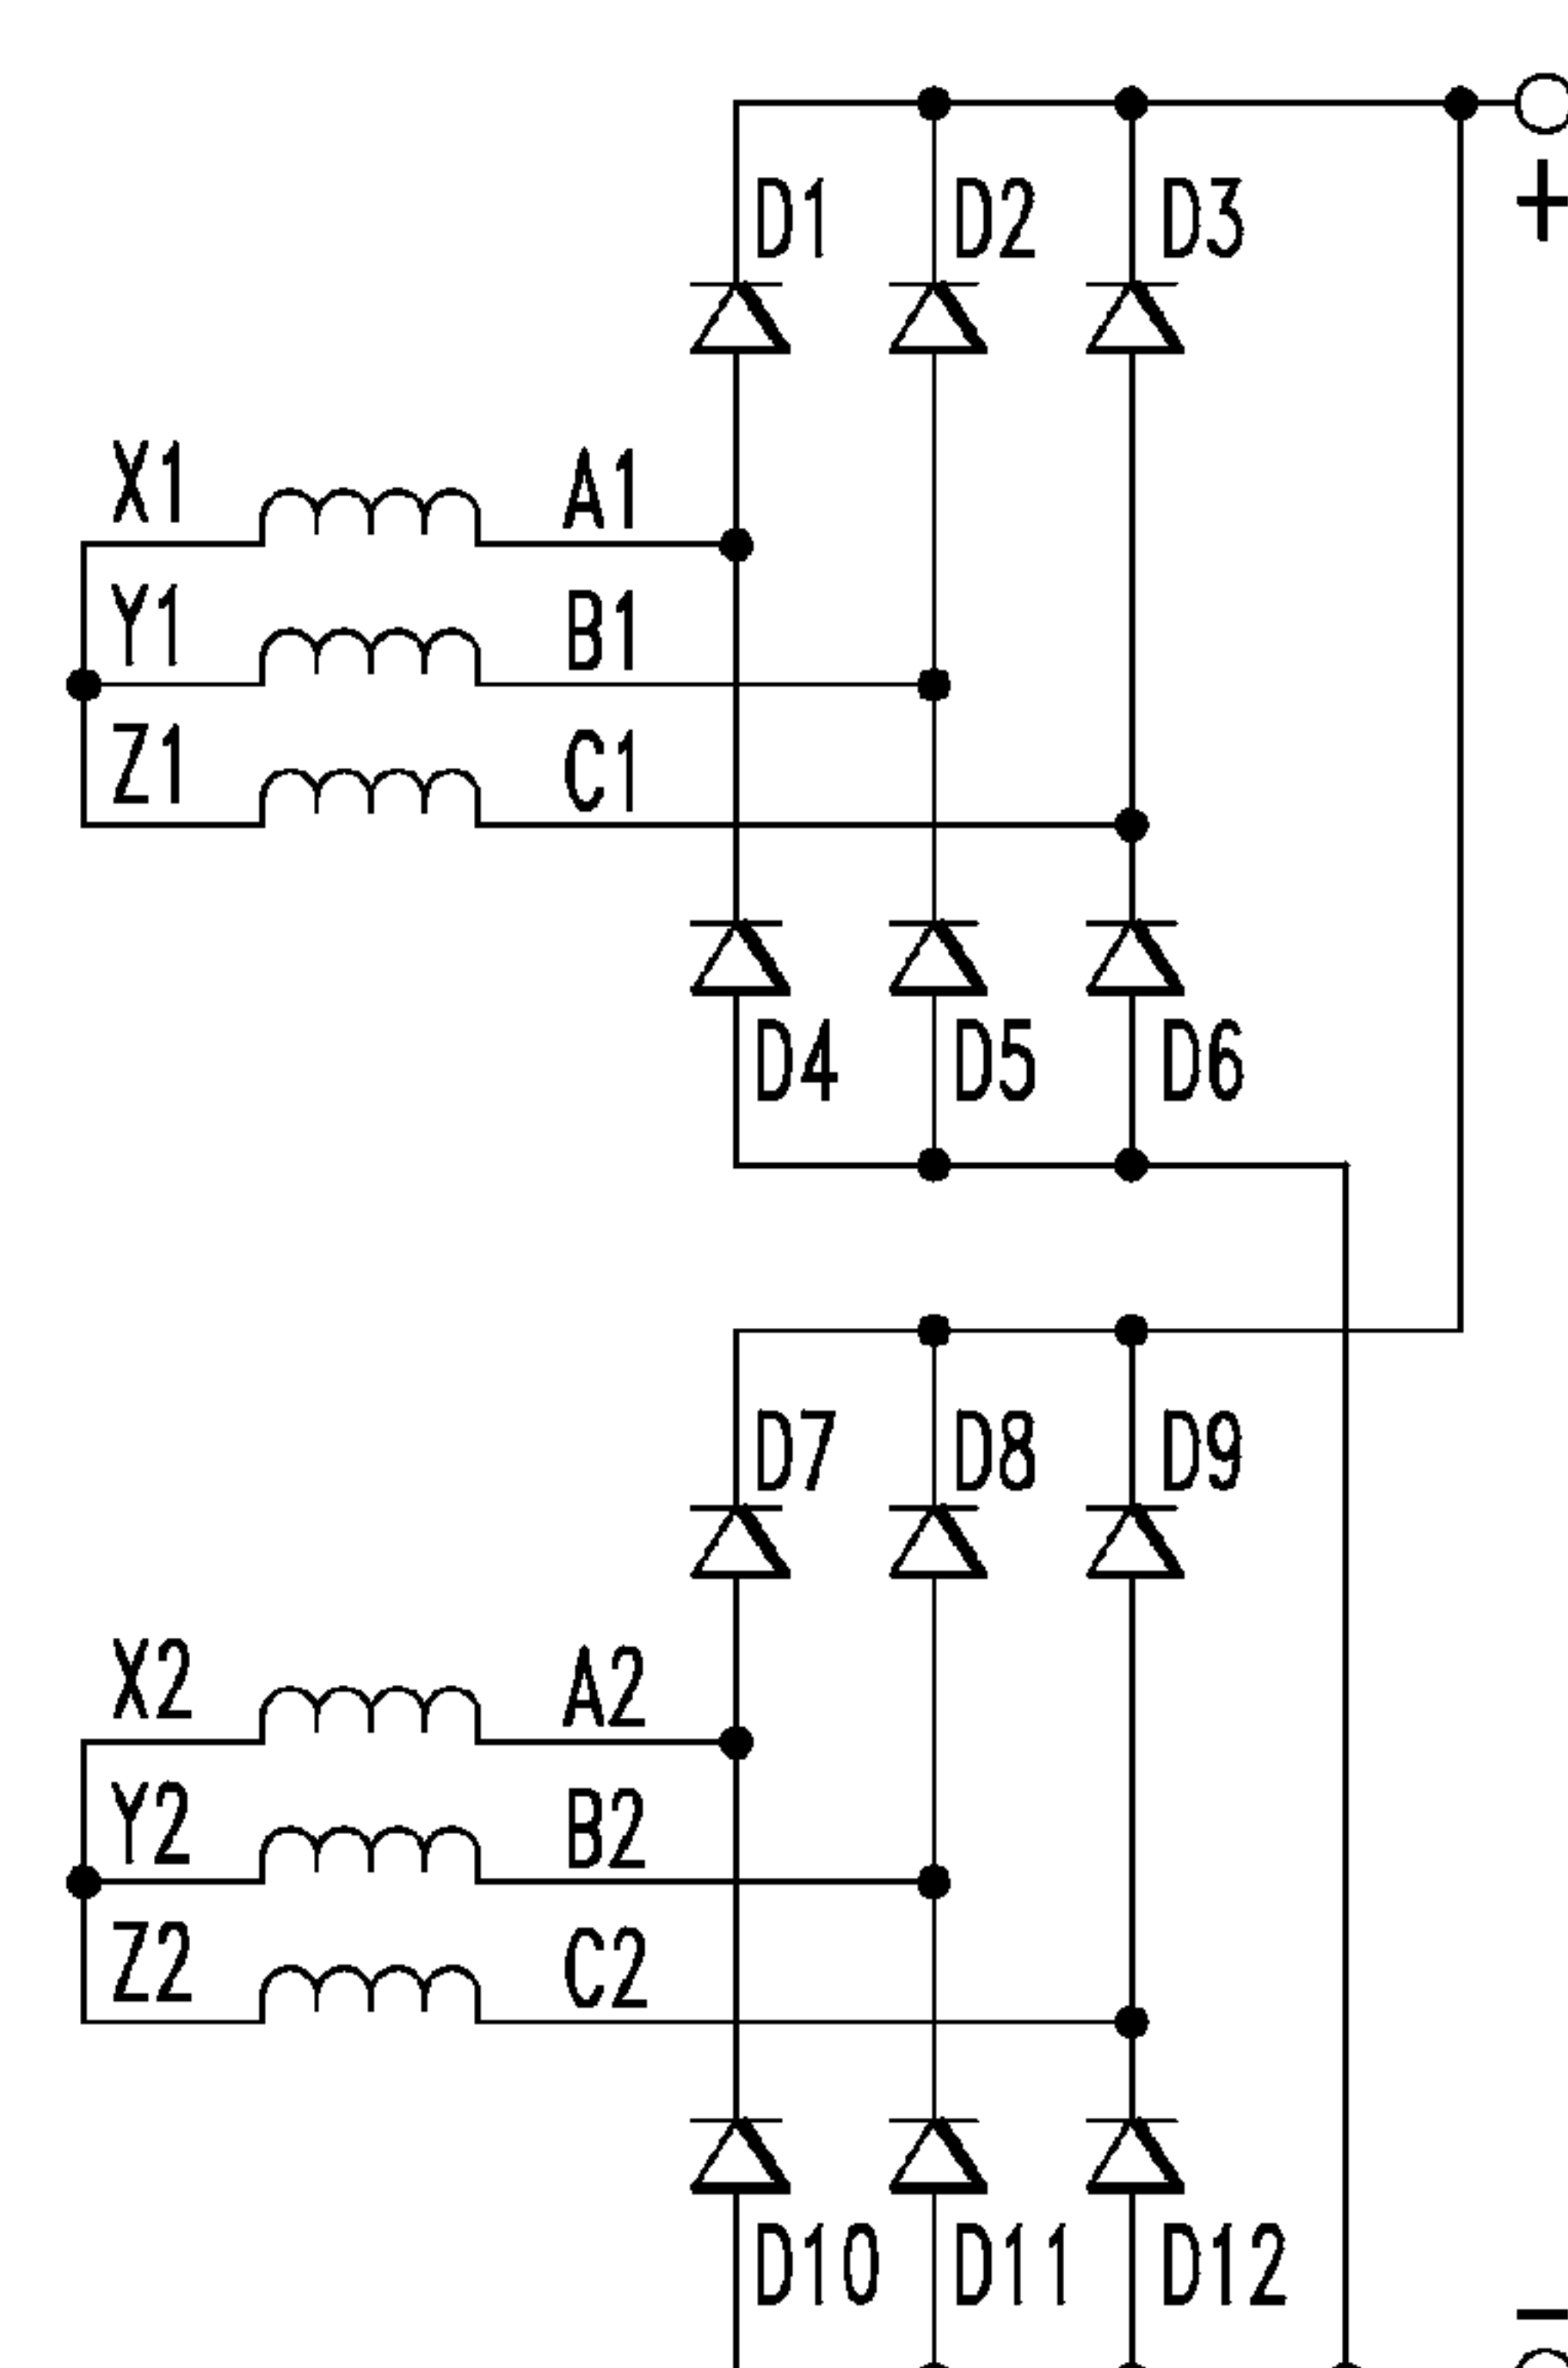 D1 D2 D3
+
X1 A1
Y1 B1
Z1 C1
D4 D5 D6
D7 D8 D9
X2 A2
Y2 B2
Z2 C2
D10 D11 D12
−